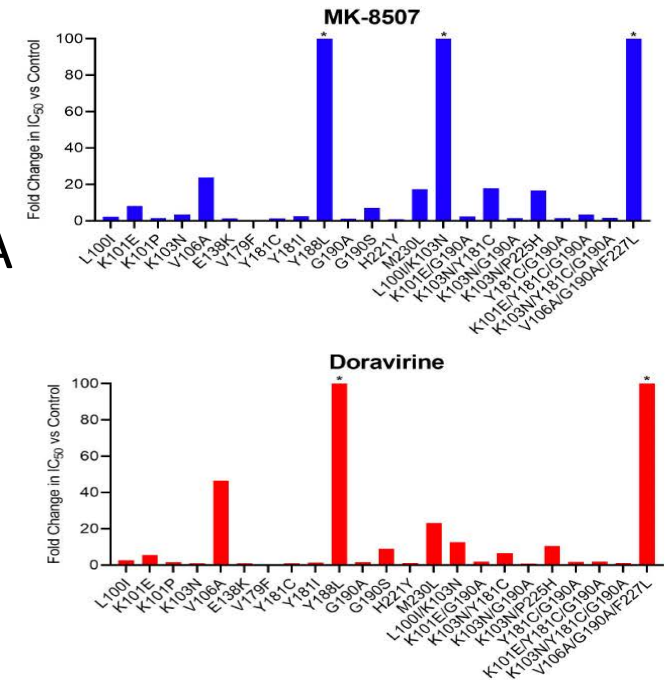 MK-8507
Fold Change in IC50 vs Control
100
80
60
40
20
0
* * *
L100I
K101E
K101P
K103N
V106A
E138K
V179F
Y181C
Y181I
Y188L
G190A
G190S
H221Y
M230L
L100I/K103N
K101E/G190A
K103N/Y181C
K103N/G190A
K103N/P225H
Y181C/G190A
K101E/Y181C/G190A
K103N/Y181C/G190A
V106A/G190A/F227L
A
Doravirine
Fold Change in IC50 vs Control
100
80
60
40
20
0
* *
L100I
K101E
K101P
K103N
V106A
E138K
V179F
Y181C
Y181I
Y188L
G190A
G190S
H221Y
M230L
L100I/K103N
K101E/G190A
K103N/Y181C
K103N/G190A
K103N/P225H
Y181C/G190A
K101E/Y181C/G190A
K103N/Y181C/G190A
V106A/G190A/F227L